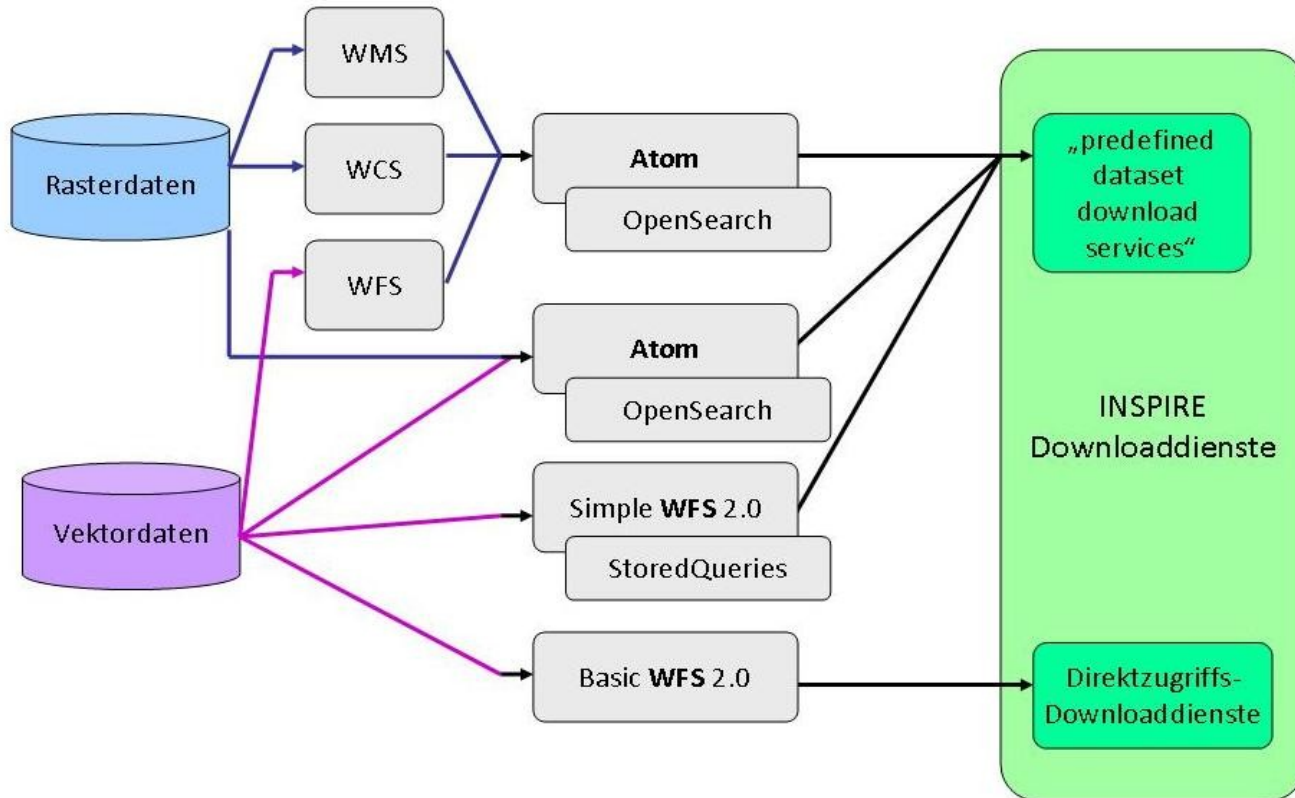 WMS
WCS
WFS
Rasterdaten
Vektordaten
Atom
OpenSearch
Atom
OpenSearch
Simple WFS 2.0
StoredQueries
Basic WFS 2.0
„predefined
dataset
download
services“
INSPIRE
Downloaddienste
Direktzugriffs-
Downloaddienste